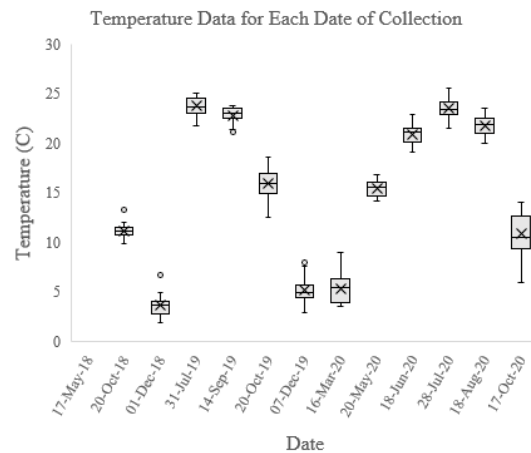 Temperature Data for Each Date of Collection
30
25
20
15
10
5
0
Temperature (C)
17-May-18
20-Oct-18
01-Dec-18
31-Jul-19
14-Sep-19
20-Oct-19
07-Dec-19
16-Mar-20
20-May-20
18-Jun-20
28-Jul-20
18-Aug-20
17-Oct-20
Date